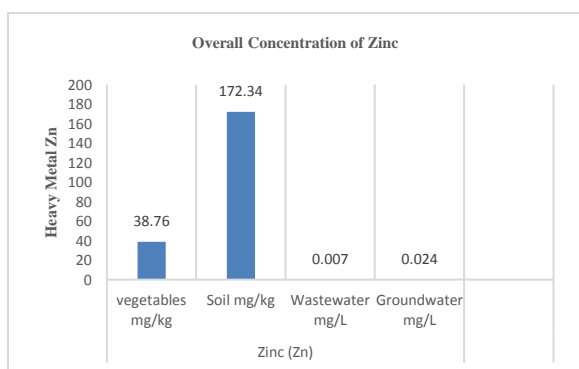 Overall Concentration of Zinc
Heavy Metal Zn
200
180
160
140
120
100
80
60
40
20
0
38.76
172.34
0.007
0.024
vegetables mg/kg
Soil mg/kg
Wastewater mg/L
Groundwater mg/L
Zinc (Zn)